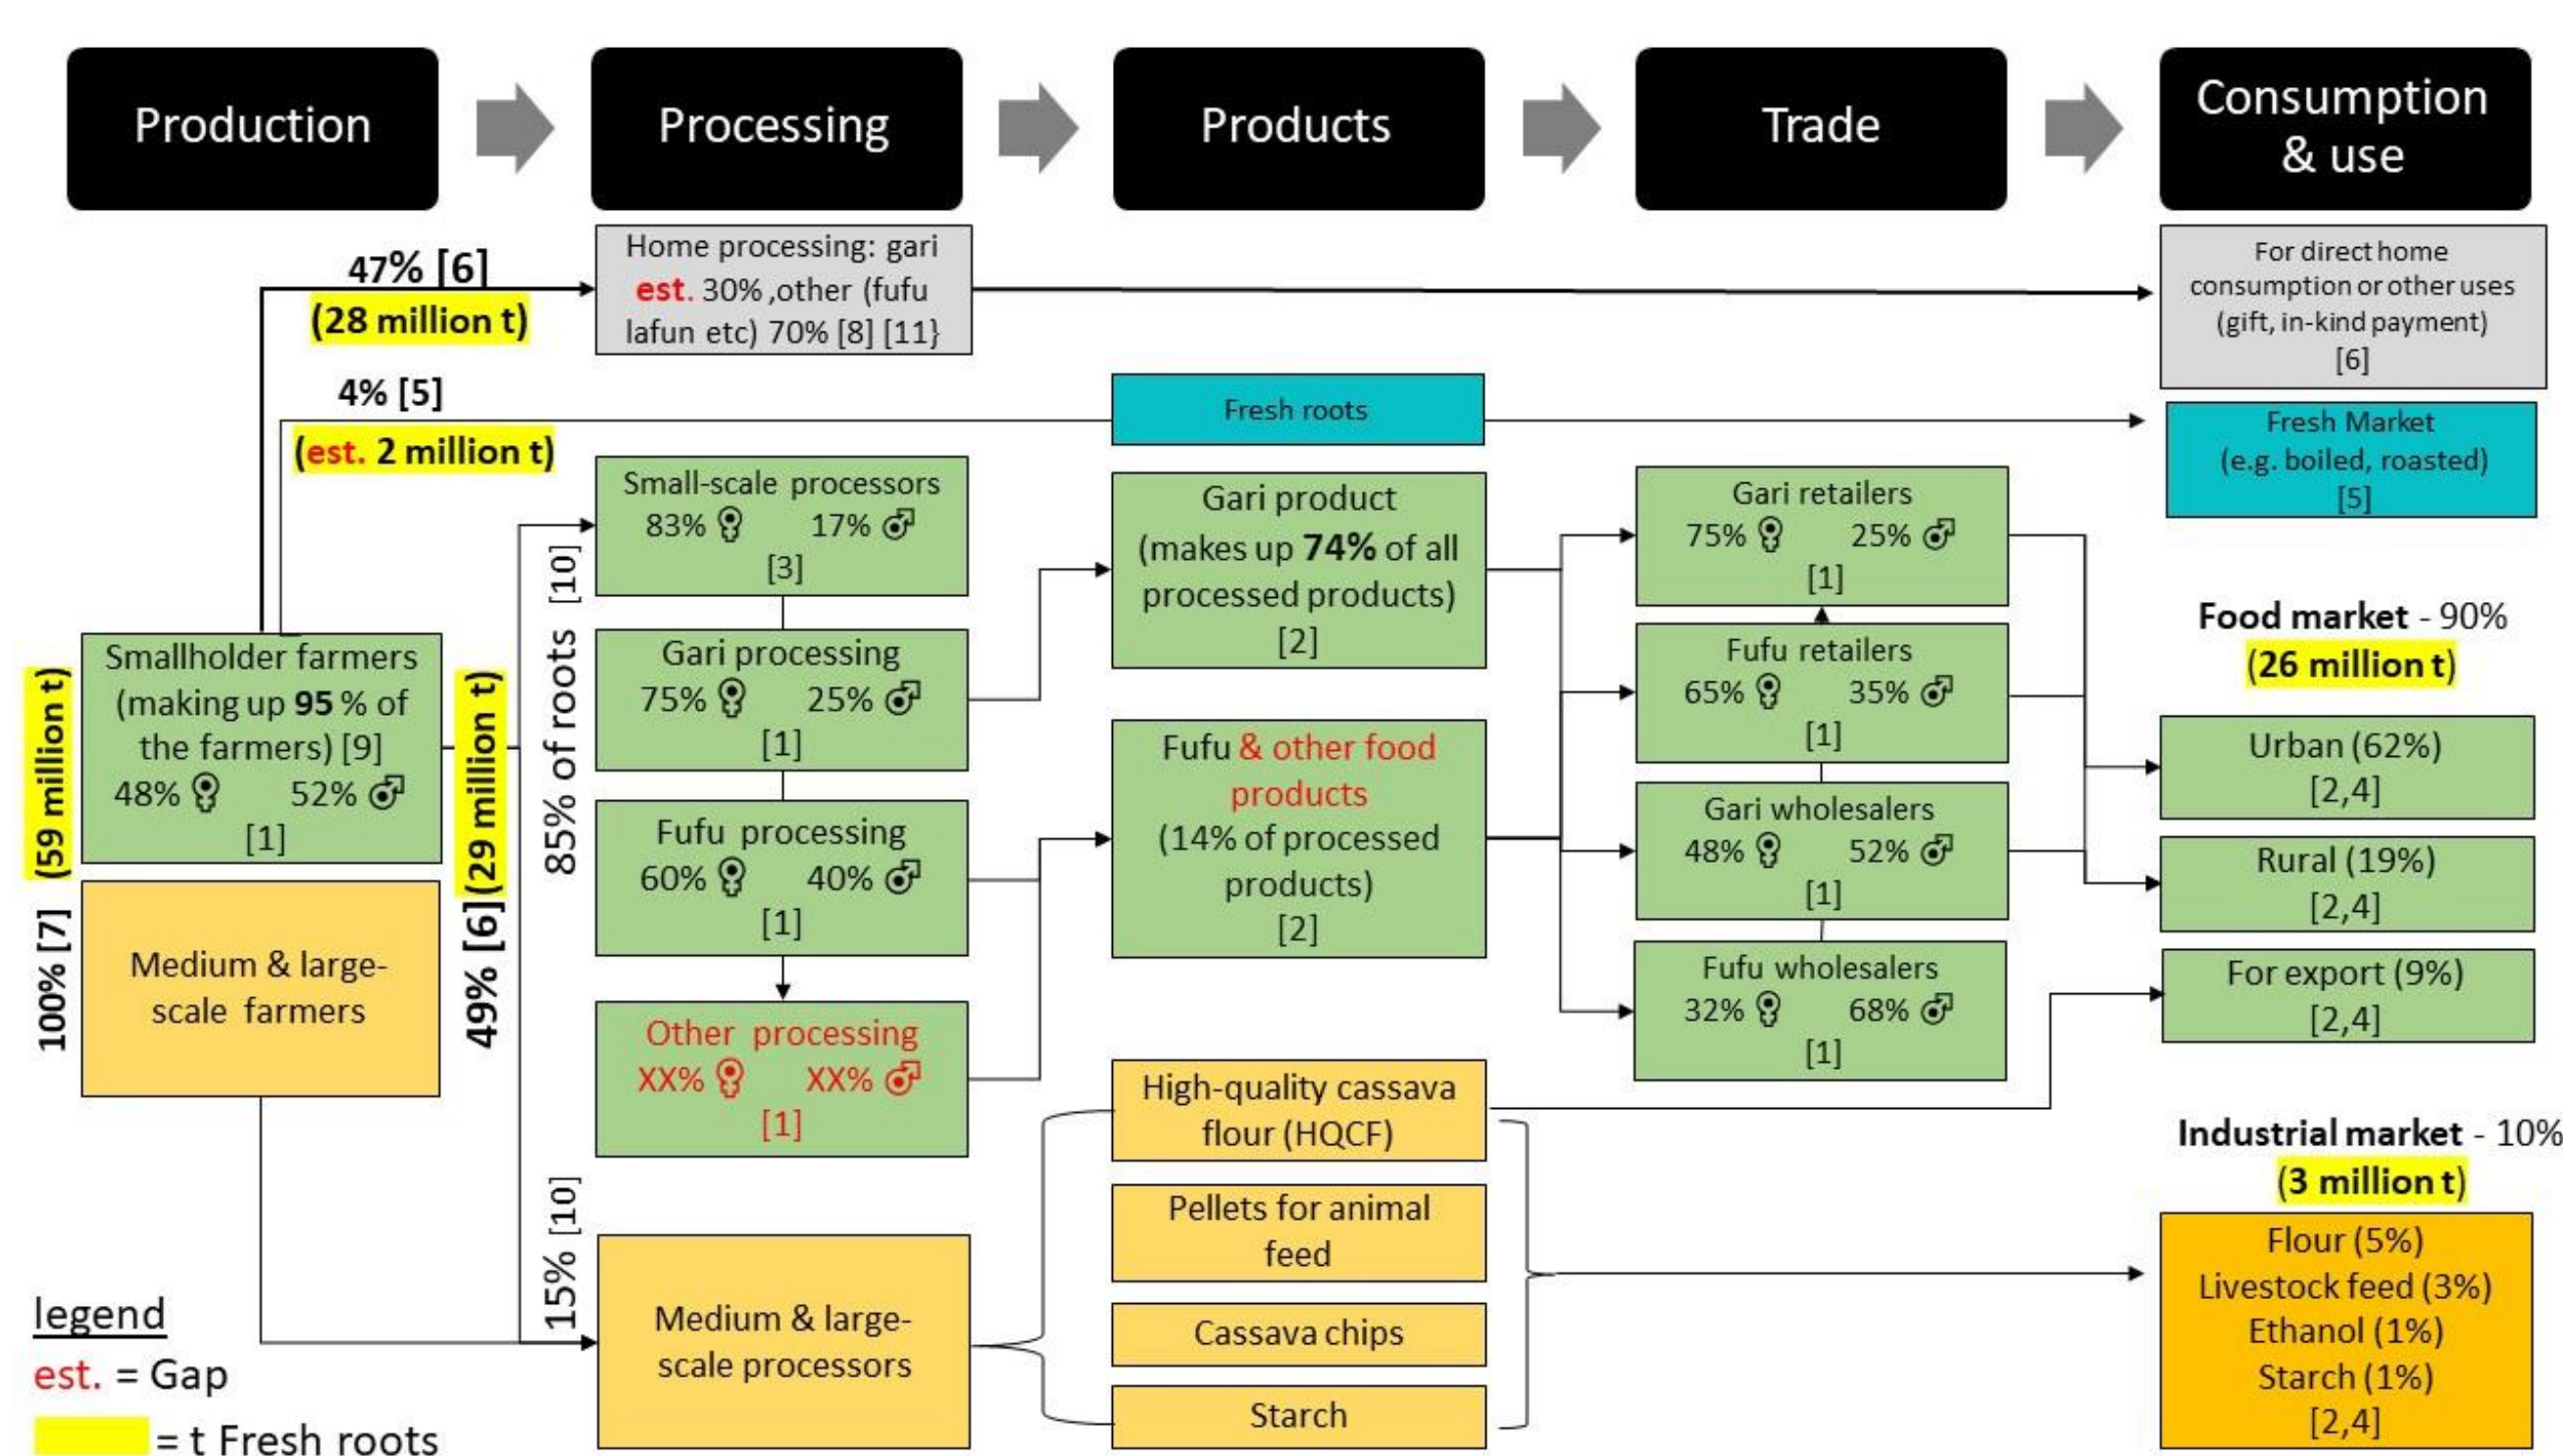 Production
Processing
Products
Trade
Consumption
& use
47% [6]
(28 million t)
Home processing: gari
est. 30% ,other (fufu
lafun etc) 70% [8] [11}
For direct home
consumption or other uses
(gift, in-kind payment)
[6]
4% [5]
(est. 2 million t)
Fresh roots
Fresh Market
(e.g. boiled, roasted)
[5]
100% [7] (59 million t)
Smallholder farmers
(making up 95 % of
the farmers) [9]
48% 52%
[1]
Medium & large-
scale farmers
49% [6] (29 million t)
85% of roots [10]
15% [10]
Small-scale processors
83% 17%
[3]
Gari processing
75% 25%
[1]
Fufu processing
60% 40%
[1]
Other processing
XX% XX%
[1]
Medium & large-
scale processors
Gari product
(makes up 74% of all
processed products)
[2]
Fufu & other food
products
(14% of processed
products)
[2]
High-quality cassava
flour (HQCF)
Pellets for animal
feed
Cassava chips
Starch
Gari retailers
75% 25%
[1]
Fufu retailers
65% 35%
[1]
Gari wholesalers
48% 52%
[1]
Fufu wholesalers
32% 68%
[1]
Food market - 90%
(26 million t)
Urban (62%)
[2,4]
Rural (19%)
[2,4]
For export (9%)
[2,4]
Industrial market - 10%
(3 million t)
Flour (5%)
Livestock feed (3%)
Ethanol (1%)
Starch (1%)
[2,4]
legend
est. = Gap
= t Fresh roots